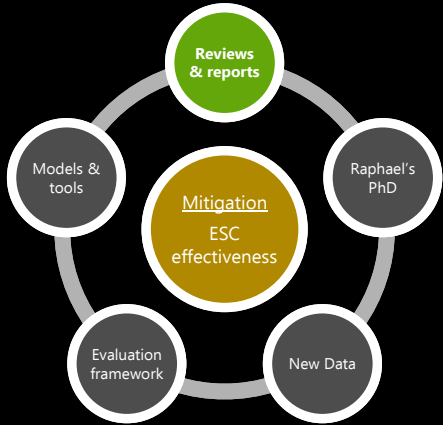 Reviews
& reports
Models &
tools
Raphael's
PhD
Mitigation
ESC
effectiveness
Evaluation
framework
New Data